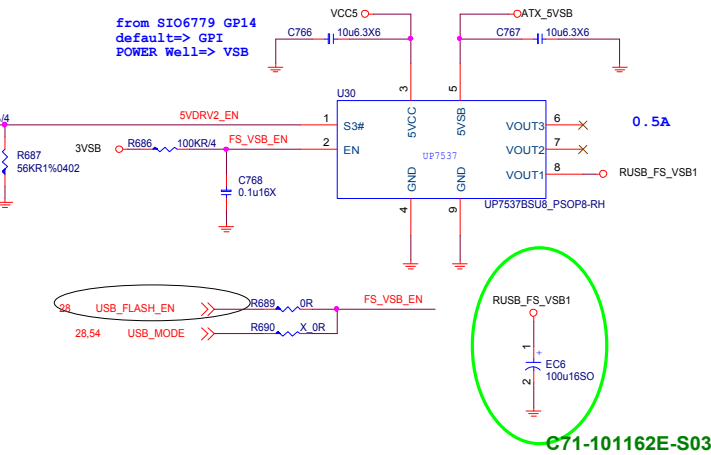 from SIO6779 GP14
default=> GPI
POWER Well=> VSB
VCC5
ATX_5VSB
C766
10u6.3X6
C767
10u6.3X6
U30
3
5
/4
5VDRV2_EN
1
S3#
5VCC
5VSB
VOUT3
6
0.5A
3VSB
R686
100KR/4
FS_VSB_EN
2
EN
VOUT2
7
UP7537
R687
56KR1%0402
VOUT1
8
RUSB_FS_VSB1
C768
0.1u16X
GND
GND
UP7537BSU8_PSOP8-RH
4
9
28
USB_FLASH_EN
R689
0R
FS_VSB_EN
28,54
USB_MODE
R690
X_0R
RUSB_FS_VSB1
1
+
EC6
100u16SO
2
C71-101162E-S03